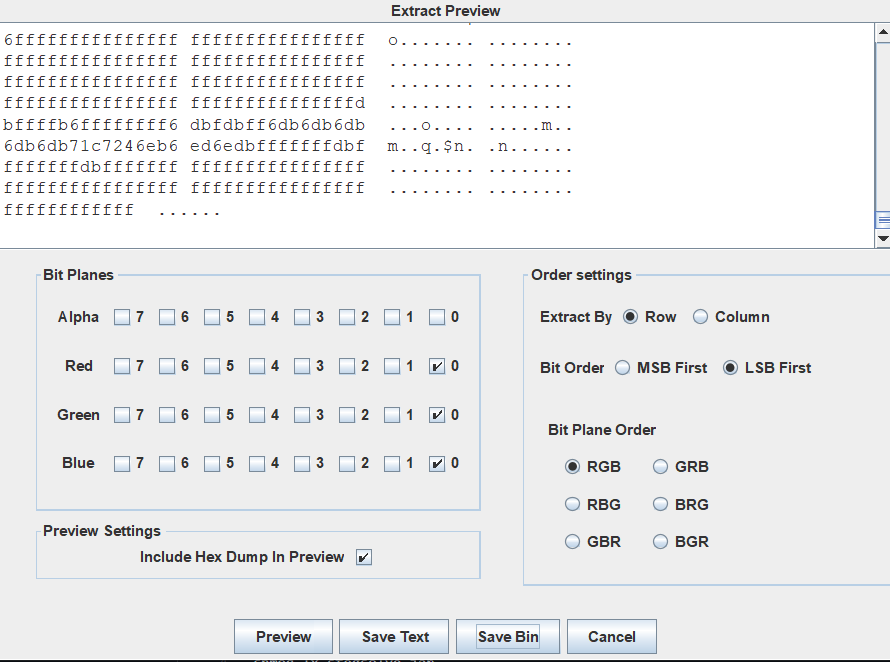 Extract Preview
6fffffffffffffff ffffffffffffffff o....... ........
ffffffffffffffff ffffffffffffffff ........ ........
ffffffffffffffff ffffffffffffffff ........ ........
ffffffffffffffff fffffffffffffffd ........ ........
bffffb6ffffffff6 dbfdbff6db6db6db ...o.... .....m..
6db6db71c7246eb6 ed6edbfffffffdbf m..q.$n. .n......
fffffffdbfffffff ffffffffffffffff ........ ........
ffffffffffffffff ffffffffffffffff ........ ........
ffffffffffff ......
Bit Planes
Alpha 7 6 5 4 3 2 1 0
Red 7 6 5 4 3 2 1 0
Green 7 6 5 4 3 2 1 0
Blue 7 6 5 4 3 2 1 0
Preview Settings
Include Hex Dump In Preview
Order settings
Extract By Row Column
Bit Order MSB First LSB First
Bit Plane Order
RGB GRB
RBG BRG
GBR BGR
Preview Save Text Save Bin Cancel